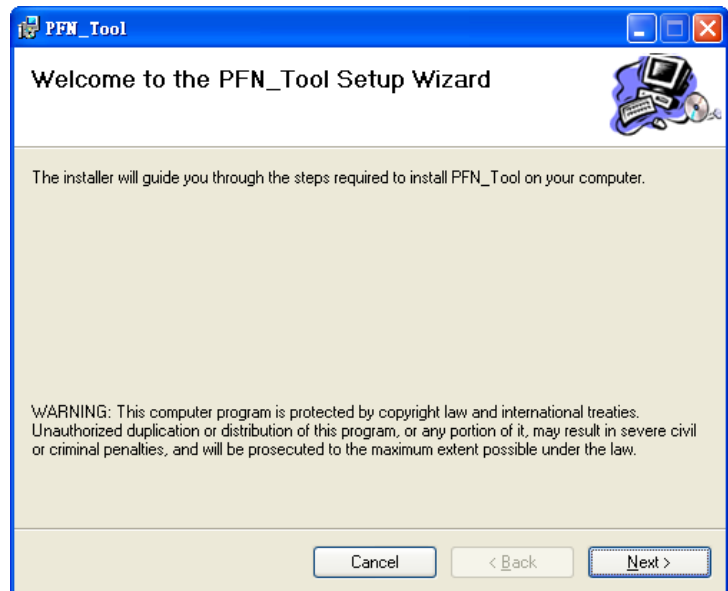 PFN_Tool
Welcome to the PFN_Tool Setup Wizard
The installer will guide you through the steps required to install PFN_Tool on your computer.
WARNING: This computer program is protected by copyright law and international treaties.
Unauthorized duplication or distribution of this program, or any portion of it, may result in severe civil
or criminal penalties, and will be prosecuted to the maximum extent possible under the law.
Cancel
< Back
Next >